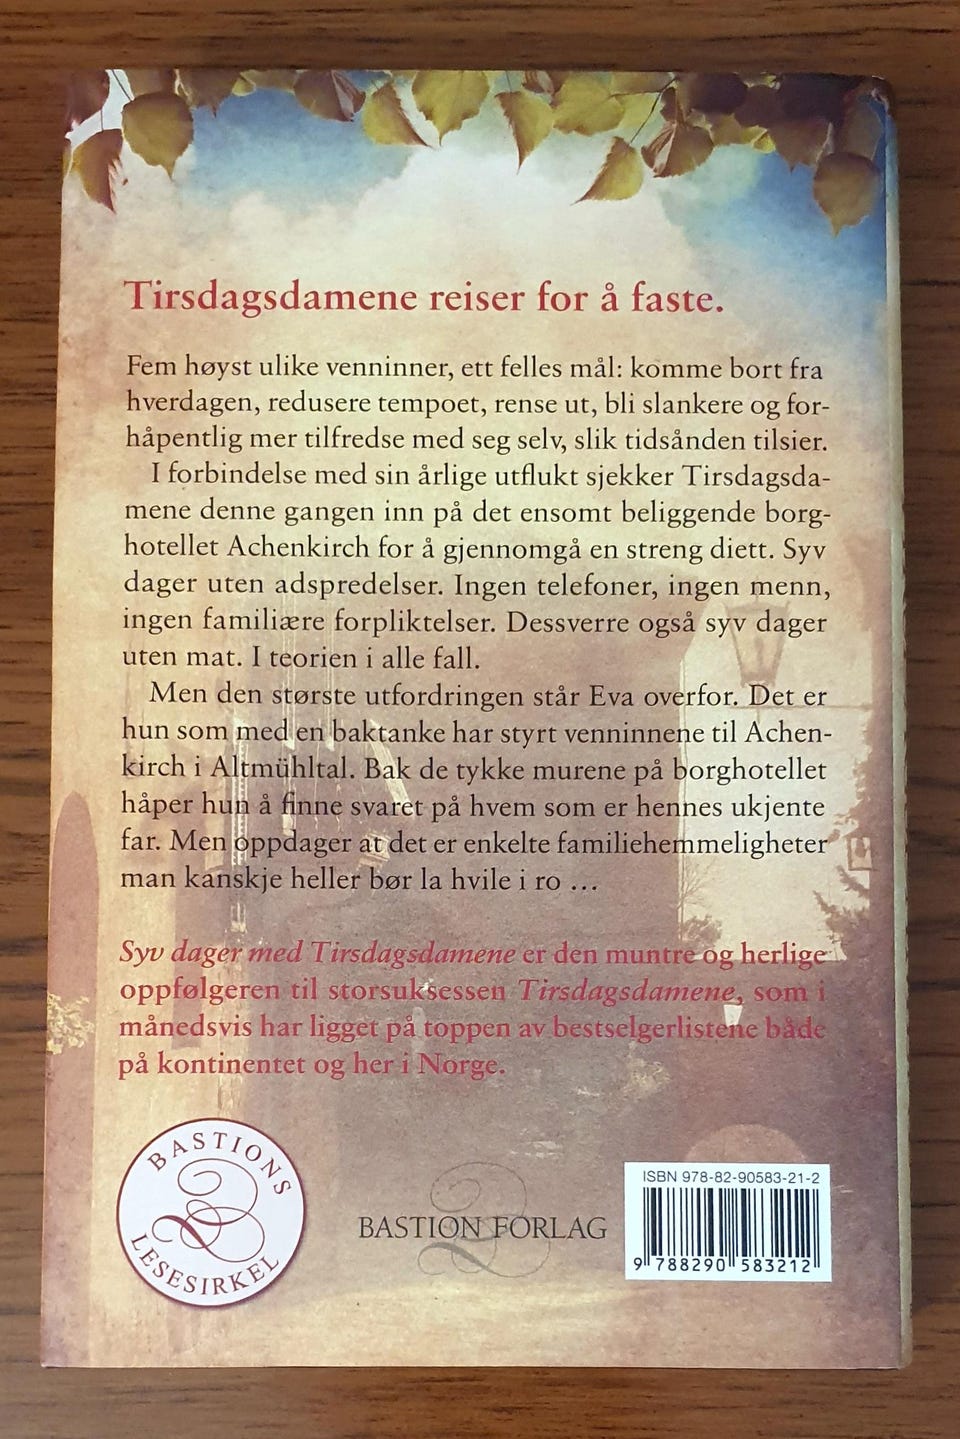 Tirsdagsdamene reiser for å faste.
Fem høyst ulike venninner, ett felles mål: komme bort fra
hverdagen, redusere tempoet, rense ut, bli slankere og for-
håpentlig mer tilfredse med seg selv, slik tidsånden tilsier.
I forbindelse med sin årlige utflukt sjekker Tirsdagsda-
mene denne gangen inn på det ensomt beliggende borg-
hotellet Achenkirch for å gjennomgå en streng diett. Syv
dager uten adspredelser. Ingen telefoner, ingen menn,
ingen familiære forpliktelser. Dessverre også syv dager
uten mat. I teorien i alle fall.
Men den største utfordringen står Eva overfor. Det er
hun som med en baktanke har styrt venninnene til Achen-
kirch i Altmühltal. Bak de tykke murene på borghotellet
håper hun å finne svaret på hvem som er hennes ukjente
far. Men oppdager at det er enkelte familiehemmeligheter
man kanskje heller bør la hvile i ro ...
Syv dager med Tirsdagsdamene er den muntre og herlige
oppfølgeren til storsuksessen Tirsdagsdamene, som i
månedsvis har ligget på toppen av bestselgerlistene både
på kontinentet og her i Norge.
BASTIONS
LESESIRKEL
BASTION FORLAG
ISBN 978-82-90583-21-2
9 788290 583212